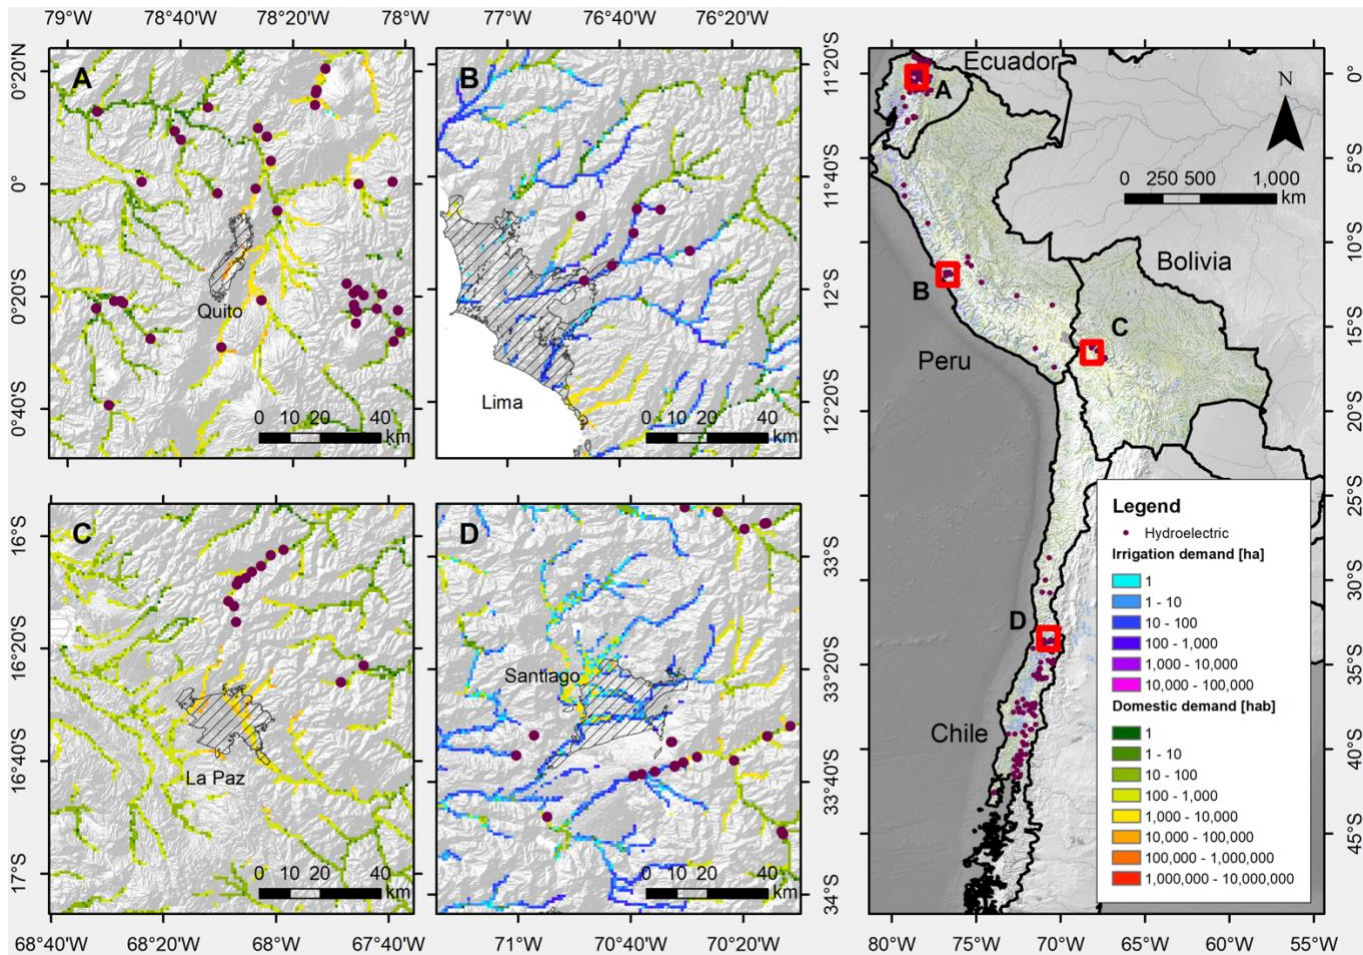 79°W 78°40'W 78°20'W 78°W
77°W 76°40'W 76°20'W
0°20'N
0°
0°20'S
0°40'S
A
Quito
0 10 20 40
km
B
Lima
0 10 20 40
km
11°20'S
11°40'S
12°S
12°20'S
16°S
16°20'S
16°40'S
17°S
C
La Paz
0 10 20 40
km
68°40'W 68°20'W 68°W 67°40'W
D
Santiago
0 10 20 40
km
33°S
33°20'S
33°40'S
34°S
71°W 70°40'W 70°20'W
Ecuador
A
N
0 250 500 1,000
km
Bolivia
B
C
Peru
D
Chile
0°
5°S
10°S
15°S
20°S
25°S
30°S
35°S
40°S
45°S
80°W 75°W 70°W 65°W 60°W 55°W
Legend
Hydroelectric
Irrigation demand [ha]
1
1 - 10
10 - 100
100 - 1,000
1,000 - 10,000
10,000 - 100,000
Domestic demand [hab]
1
1 - 10
10 - 100
100 - 1,000
1,000 - 10,000
10,000 - 100,000
100,000 - 1,000,000
1,000,000 - 10,000,000